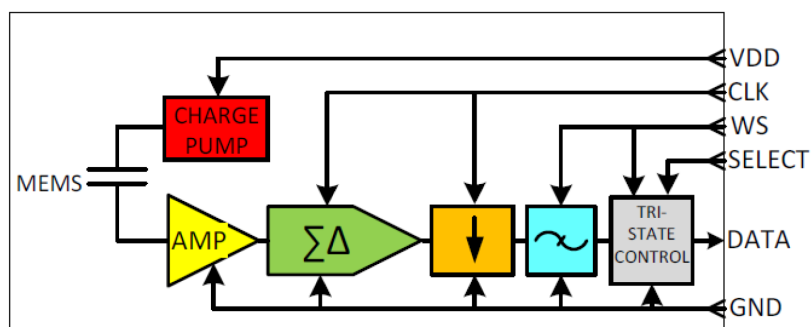 VDD
CHARGE
PUMP
CLK
WS
SELECT
MEMS
AMP
∑Δ
TRI-
STATE
CONTROL
DATA
GND